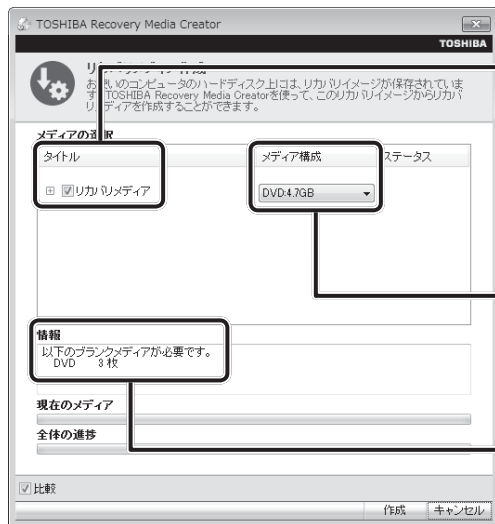 TOSHIBA Recovery Media Creator
TOSHIBA
お使いのコンピュータのハードディスク上には、リカバリイメージが保存されていま
す。TOSHIBA Recovery Media Creatorを使って、このリカバリイメージからリカバ
リメディアを作成することができます。
メディアの選択
タイトル
メディア構成
ステータス
リカバリメディア
DVD:4.7GB
情報
以下のブランクメディアが必要です。
DVD 3 枚
現在のメディア
全体の進捗
比較
作成
キャンセル